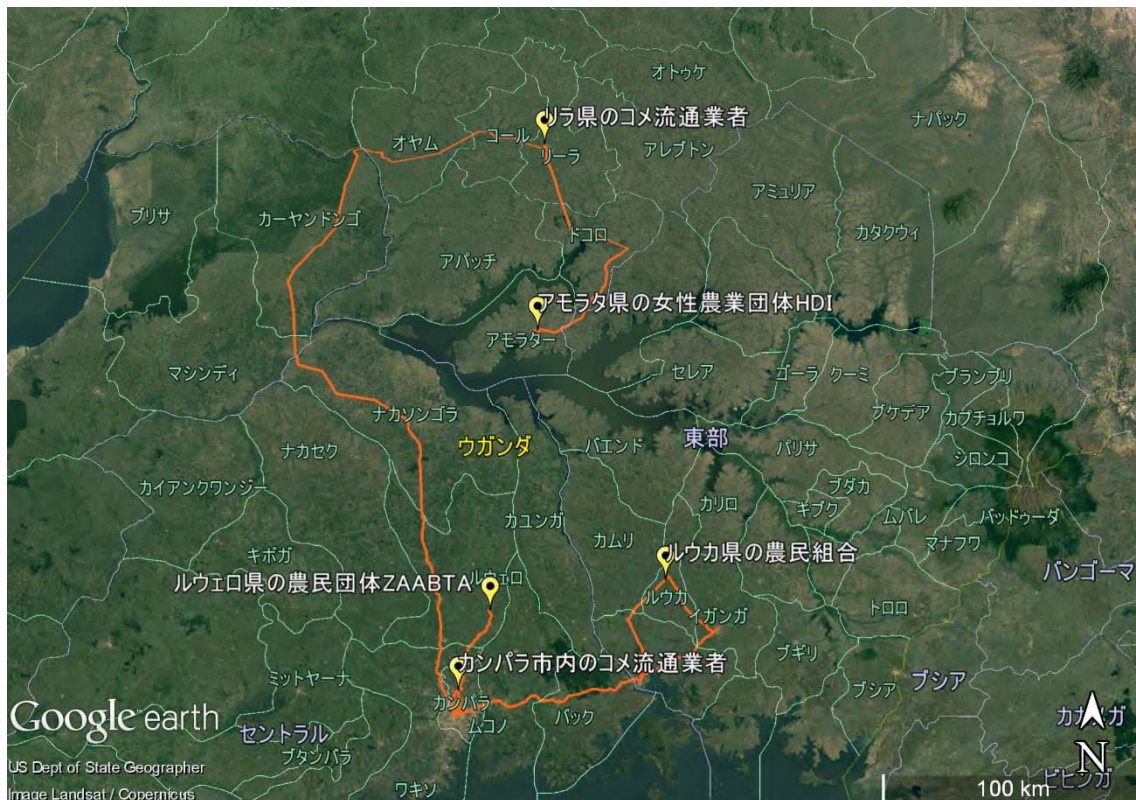 オトゥケ
リラ県のコメ流通業者
ナパック
オヤム
コール
リーラ
アレブトン
アミュリア
ブリサ
カーヤンドンゴ
ドコロ
カタクウィ
アパッチ
アモラタ県の女性農業団体HDI
アモラター
マシンディ
セレア
ゴーラ
クーミ
ブランブリ
ナカソンゴラ
ブケデア
カプチョルワ
ウガンダ
バエンド
東部
パリサ
ナカセク
シロンコ
カイアンクワンジー
カユンガ
カリロ
ブダカ
キブク
ムバレ
バッドゥーダ
カムリ
マナフワ
キボガ
ルウカ県の農民組合
バンゴーマ
ルウェロ県の農民団体ZAABTA
ルウェロ
ルウカ
イガンガ
トロロ
カンパラ市内のコメ流通業者
ブギリ
ミットヤーナ
カンパラ
ブシア
ブシア
Google earth
ムコノ
バック
セントラル
ブタンバラ
N
US Dept of State Geographer
ワキソ
100 km
ビヒンガ
Image Landsat / Copernicus